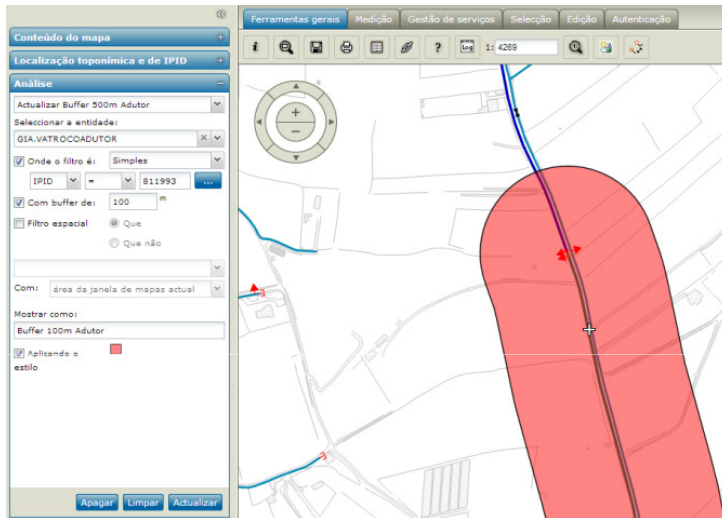 Conteúdo do mapa
Localização toponímica e de IPID
Análise
Actualizar Buffer 500m Adutor
Seleccionar a entidade:
GIA.VATROCOADUTOR
Onde o filtro é: Simples
IPID = 811993 ...
Com buffer de: 100 m
Filtro espacial Que
Que não
Com: área da janela de mapas actual
Mostrar como:
Buffer 100m Adutor
Aplicando o
estilo
Apagar Limpar Actualizar
Ferramentas gerais Medição Gestão de serviços Selecção Edição Autenticação
i ? Log 1: 4269